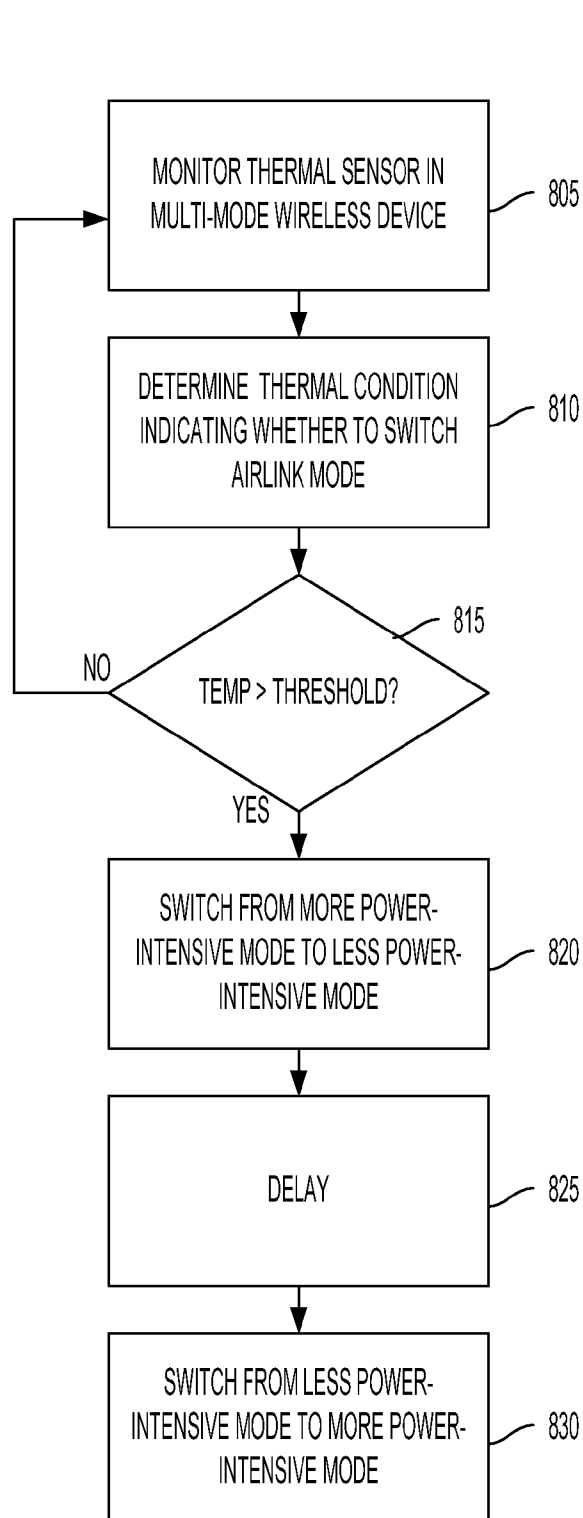 MONITOR THERMAL SENSOR IN
MULTI-MODE WIRELESS DEVICE
805
DETERMINE THERMAL CONDITION
INDICATING WHETHER TO SWITCH
AIRLINK MODE
810
815
NO
TEMP > THRESHOLD?
YES
SWITCH FROM MORE POWER-
INTENSIVE MODE TO LESS POWER-
INTENSIVE MODE
820
DELAY
825
SWITCH FROM LESS POWER-
INTENSIVE MODE TO MORE POWER-
INTENSIVE MODE
830